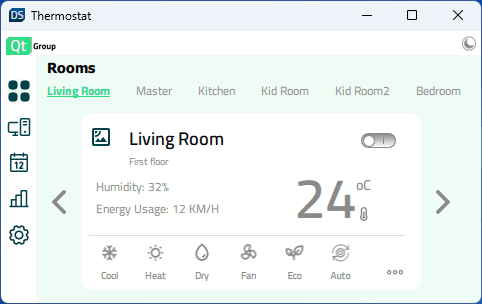 DS Thermostat
Qt Group
Rooms
Living Room Master Kitchen Kid Room Kid Room2 Bedroom
12
Living Room
First floor
Humidity: 32%
Energy Usage: 12 KM/H
24 oC
Cool Heat Dry Fan Eco Auto